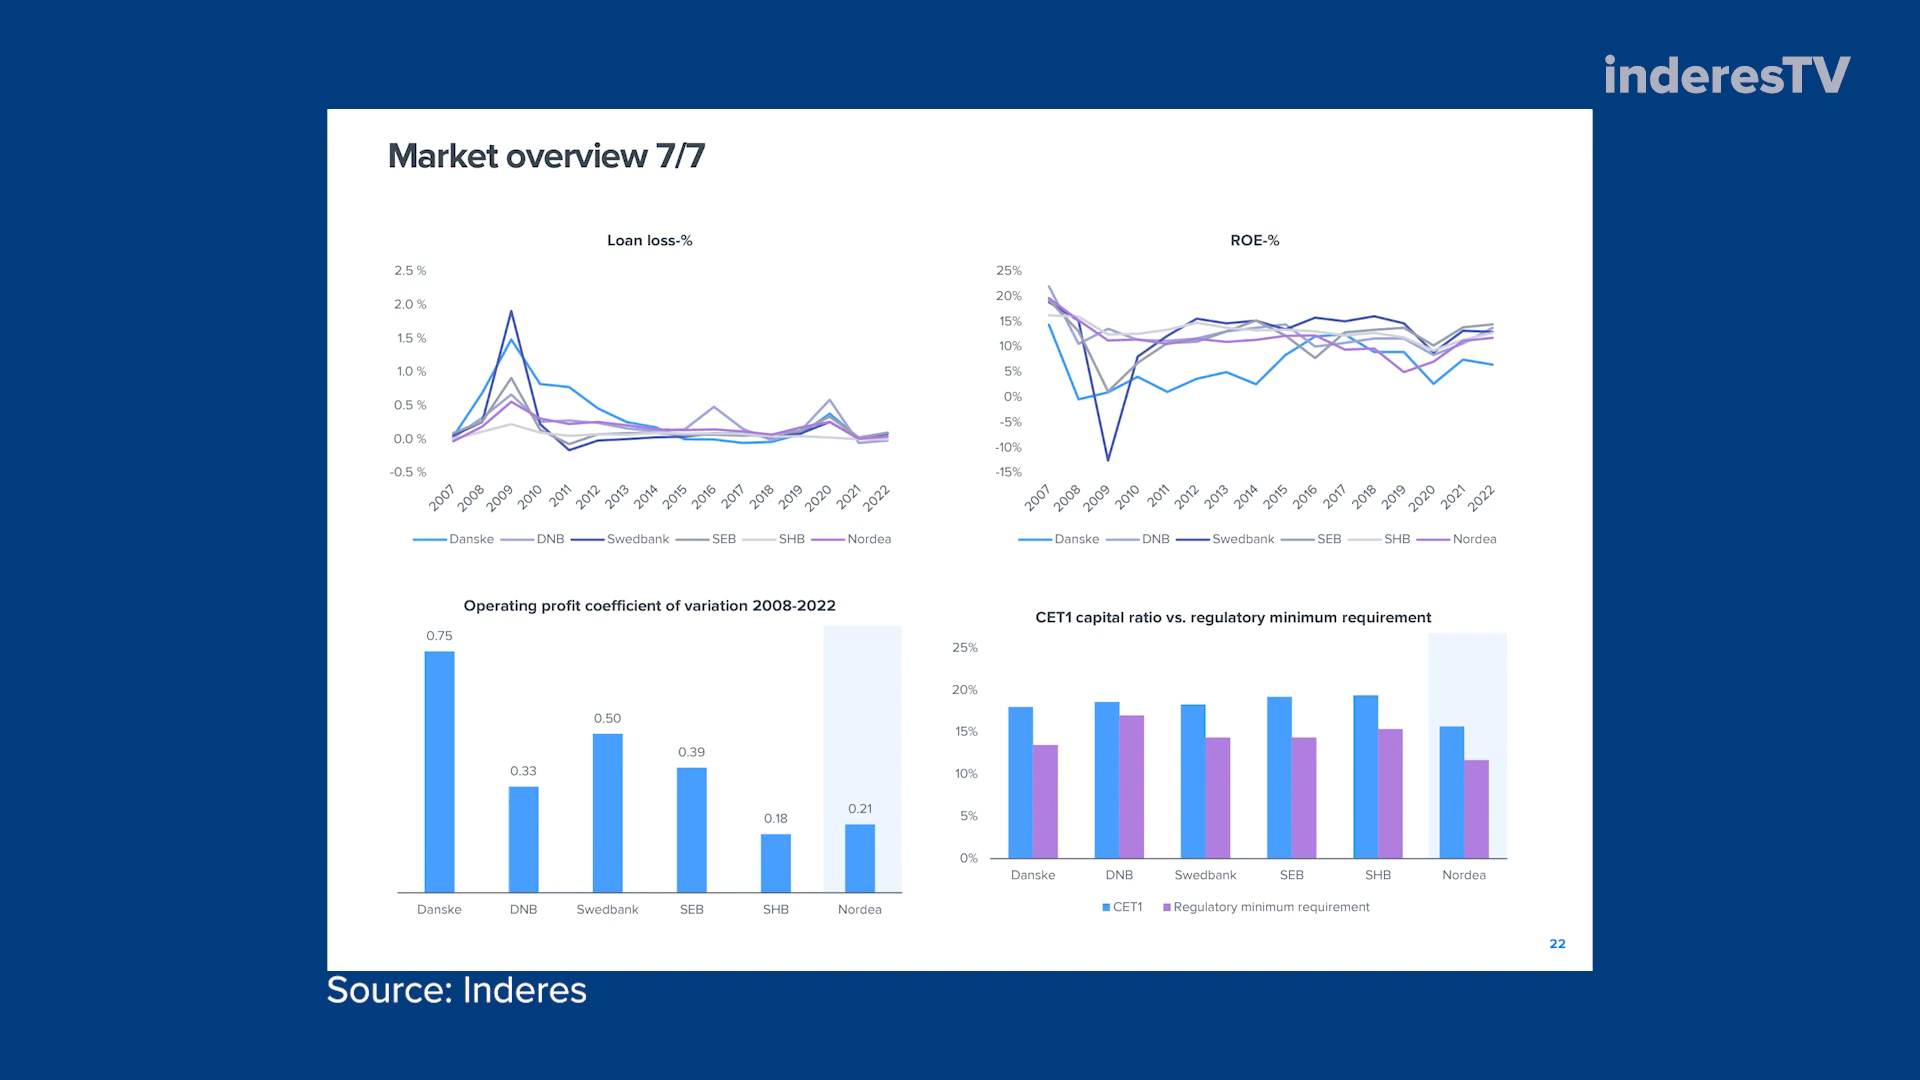 inderesTV
Market overview 7/7
Loan loss-%
2.5 %
2.0 %
1.5 %
1.0 %
0.5 %
0.0 %
-0.5 %
2007 2008 2009 2010 2011 2012 2013 2014 2015 2016 2017 2018 2019 2020 2021 2022
Danske DNB Swedbank SEB SHB Nordea
ROE-%
25%
20%
15%
10%
5%
0%
-5%
-10%
-15%
2007 2008 2009 2010 2011 2012 2013 2014 2015 2016 2017 2018 2019 2020 2021 2022
Danske DNB Swedbank SEB SHB Nordea
Operating profit coefficient of variation 2008-2022
0.75
0.33
0.50
0.39
0.18
0.21
Danske DNB Swedbank SEB SHB Nordea
CET1 capital ratio vs. regulatory minimum requirement
25%
20%
15%
10%
5%
0%
Danske DNB Swedbank SEB SHB Nordea
CET1 Regulatory minimum requirement
22
Source: Inderes